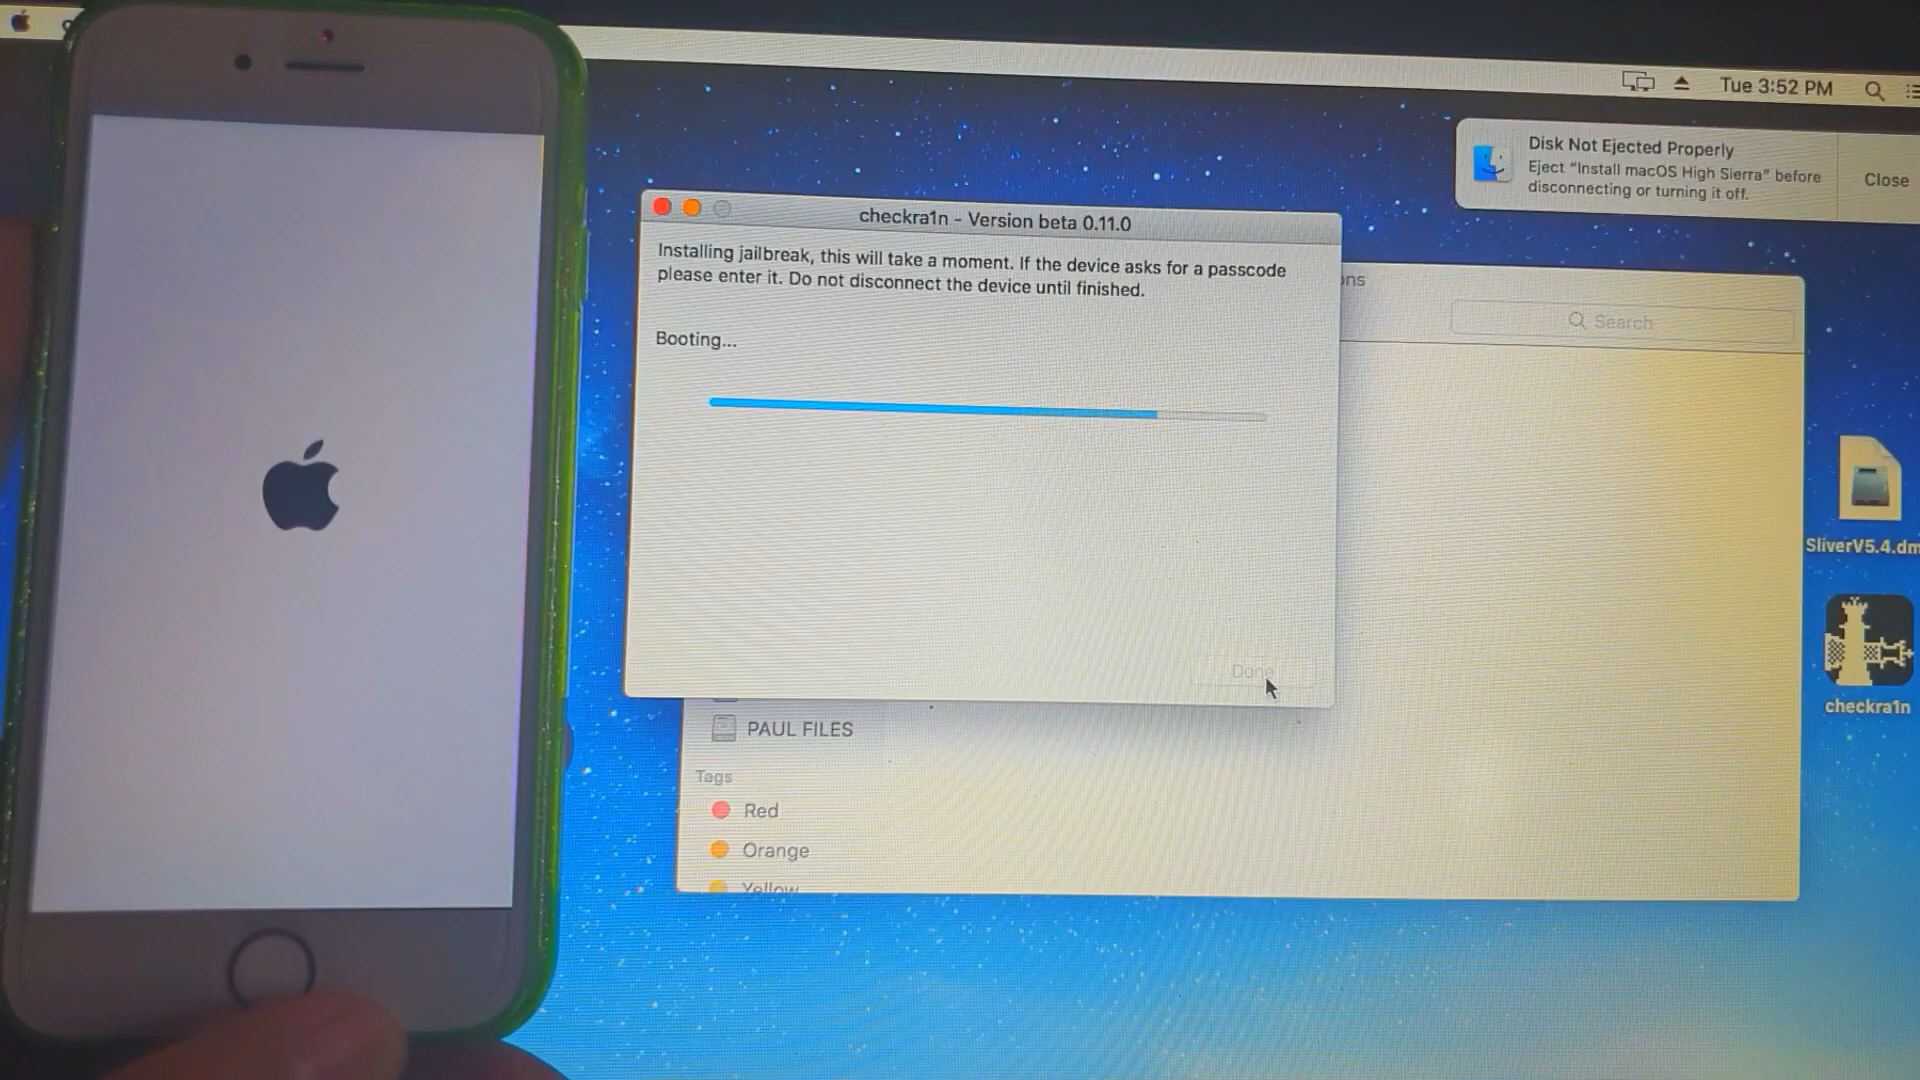 Tue 3:52 PM
Disk Not Ejected Properly
Eject “Install macOS High Sierra” before
disconnecting or turning it off.
Close
checkra1n - Version beta 0.11.0
Installing jailbreak, this will take a moment. If the device asks for a passcode
please enter it. Do not disconnect the device until finished.
Booting...
Done
ons
Search
SliverV5.4.dm
checkra1n
PAUL FILES
Tags
Red
Orange
Yellow